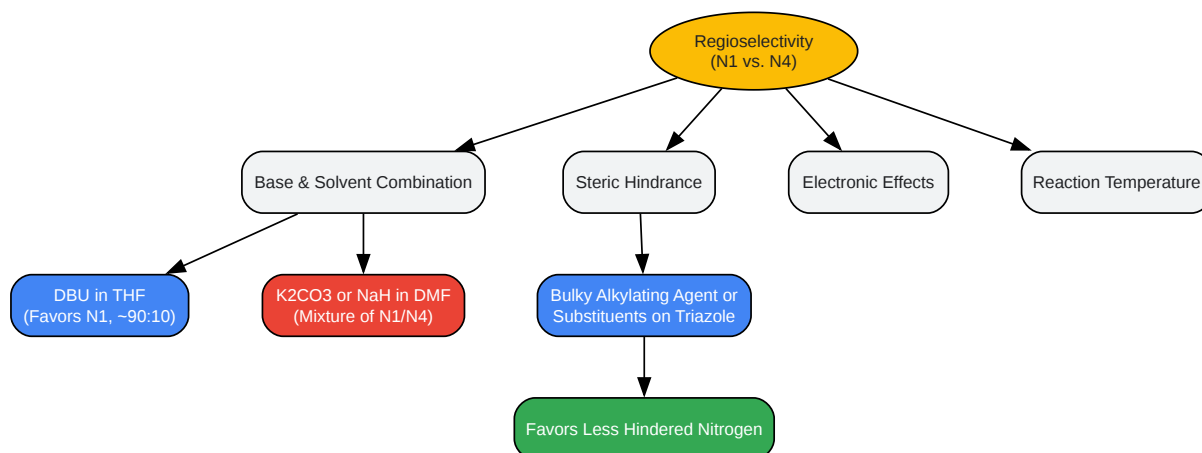 Regioselectivity
(N1 vs. N4)
Base & Solvent Combination
Steric Hindrance
Electronic Effects
Reaction Temperature
DBU in THF
(Favors N1, ~90:10)
K2CO3 or NaH in DMF
(Mixture of N1/N4)
Bulky Alkylating Agent or
Substituents on Triazole
Favors Less Hindered Nitrogen